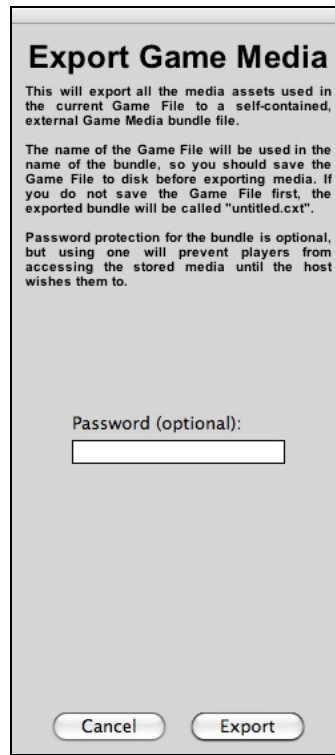 Export Game Media
This will export all the media assets used in
the current Game File to a self-contained,
external Game Media bundle file.
The name of the Game File will be used in the
name of the bundle, so you should save the
Game File to disk before exporting media. If
you do not save the Game File first, the
exported bundle will be called "untitled.cxt".
Password protection for the bundle is optional,
but using one will prevent players from
accessing the stored media until the host
wishes them to.
Password (optional):
Cancel Export